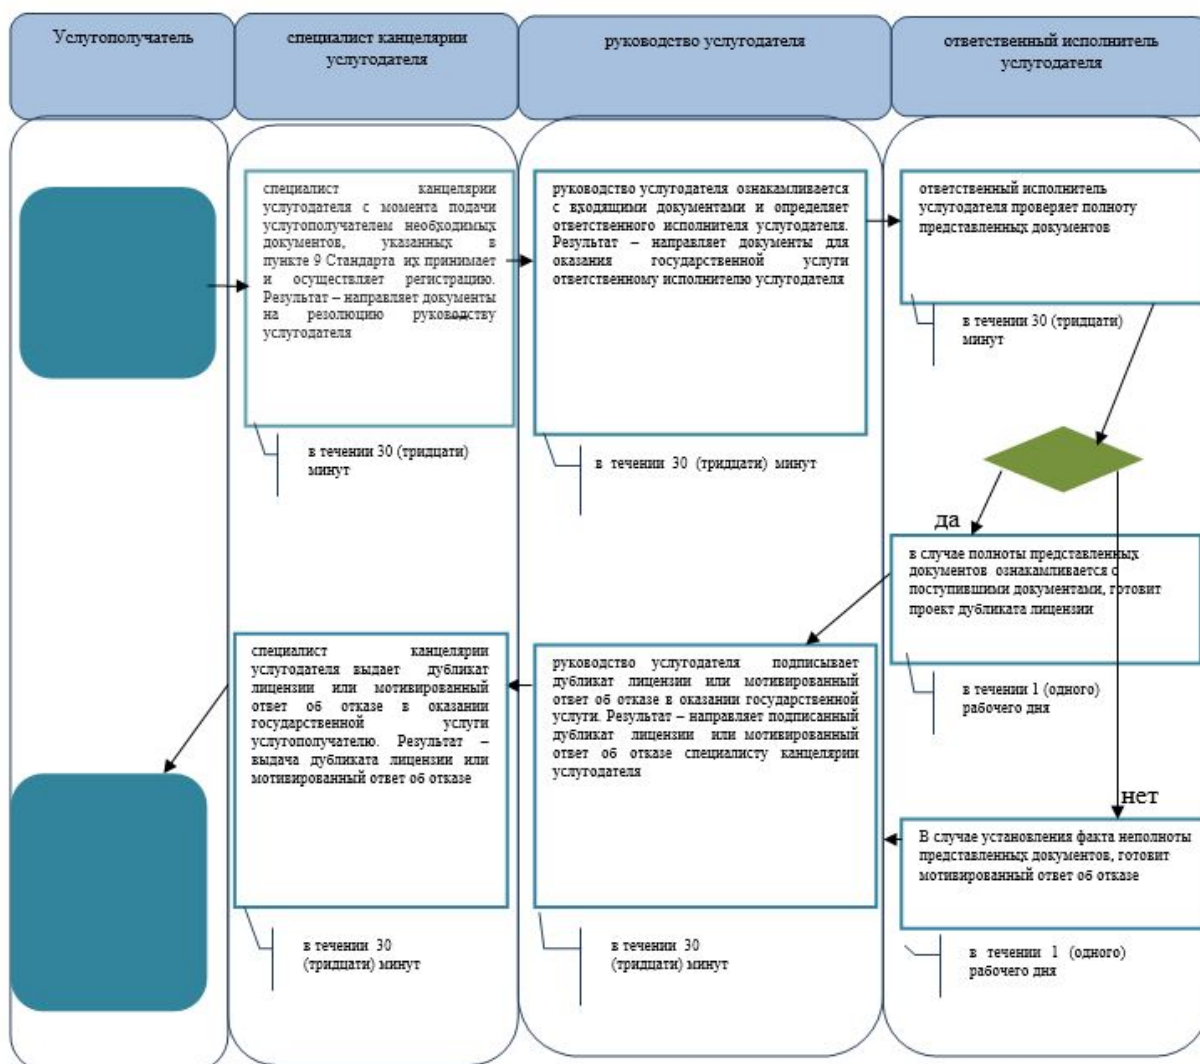 Услугополучатель
специалист канцелярии
услугодателя
руководство услугодателя
ответственный исполнитель
услугодателя
специалист канцелярии
услугодателя с момента подачи
услугополучателем необходимых
документов, указанных в
пункте 9 Стандарта их принимает
и осуществляет регистрацию.
Результат – направляет документы
на резолюцию руководству
услугодателя
в течении 30 (тридцати)
минут
руководство услугодателя ознакамливается
с входящими документами и определяет
ответственного исполнителя услугодателя.
Результат – направляет документы для
оказания государственной услуги
ответственному исполнителю услугодателя
в течении 30 (тридцати) минут
ответственный исполнитель
услугодателя проверяет полноту
представленных документов
в течении 30 (тридцати)
минут
да
в случае полноты представленных
документов ознакамливается с
поступившими документами, готовит
проект дубликата лицензии
в течении 1 (одного)
рабочего дня
нет
В случае установления факта неполноты
представленных документов, готовит
мотивированный ответ об отказе
в течении 1 (одного)
рабочего дня
руководство услугодателя подписывает
дубликат лицензии или мотивированный
ответ об отказе в оказании государственной
услуги. Результат – направляет подписанный
дубликат лицензии или мотивированный
ответ об отказе специалисту канцелярии
услугодателя
в течении 30
(тридцати) минут
специалист канцелярии
услугодателя выдает дубликат
лицензии или мотивированный
ответ об отказе в оказании
государственной услуги
услугополучателю. Результат –
выдача дубликата лицензии или
мотивированный ответ об отказе
в течении 30
(тридцати) минут